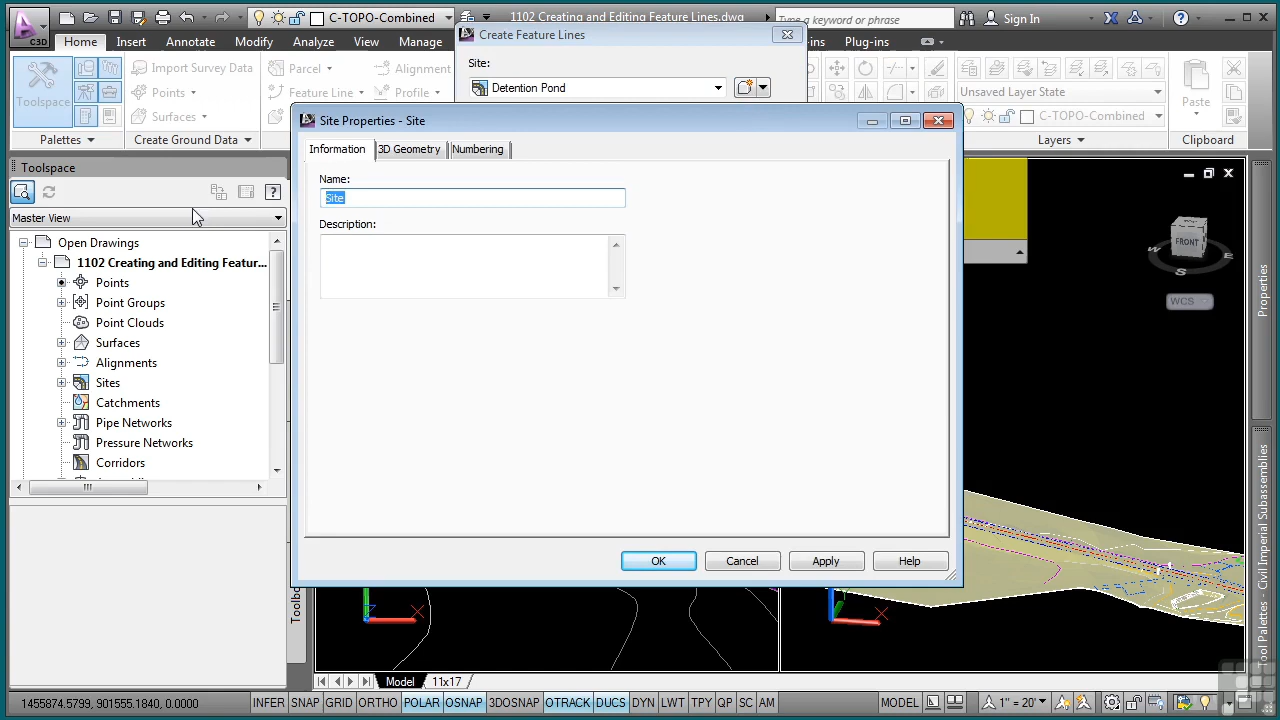 C-TOPO-Combined
1102 Creating and Editing Feature Lines.dwg
Type a keyword or phrase
Sign In
C3D
Home
Insert
Annotate
Modify
Analyze
View
Manage
Plug-ins
Create Feature Lines
Site:
Detention Pond
Toolspace
Import Survey Data
Points
Surfaces
Parcel
Feature Line
Alignment
Profile
Palettes
Create Ground Data
Unsaved Layer State
C-TOPO-Combined
Layers
Paste
Clipboard
Site Properties - Site
Information
3D Geometry
Numbering
Name:
Site
Description:
OK
Cancel
Apply
Help
Toolspace
Master View
Open Drawings
1102 Creating and Editing Featur...
Points
Point Groups
Point Clouds
Surfaces
Alignments
Sites
Catchments
Pipe Networks
Pressure Networks
Corridors
FRONT
W
E
S
WCS
Properties
Tool Palettes - Civil Imperial Subassemblies
Model
11x17
1455874.5799, 901555.1840, 0.0000
INFER SNAP GRID ORTHO POLAR OSNAP 3DOSNAP OTRACK DUCS DYN LWT TPY QP SC AM
MODEL
1" = 20'